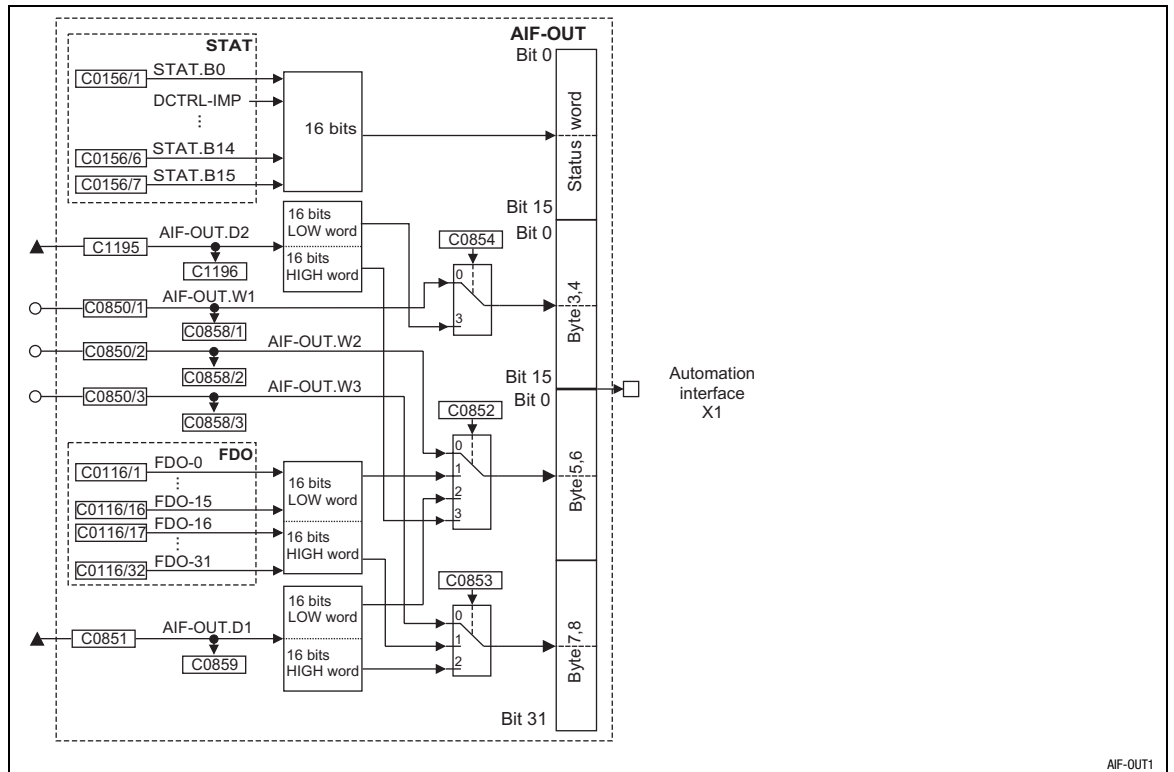 AIF-OUT
STAT
Bit 0
C0156/1
STAT.B0
DCTRL-IMP
⋮
C0156/6
STAT.B14
C0156/7
STAT.B15
16 bits
Status word
Bit 15
Bit 0
C1195
AIF-OUT.D2
C1196
16 bits
LOW word
16 bits
HIGH word
C0854
0
3
Byte 3,4
C0850/1
AIF-OUT.W1
C0858/1
C0850/2
AIF-OUT.W2
C0858/2
C0850/3
AIF-OUT.W3
C0858/3
Bit 15
Bit 0
Automation
interface
X1
C0852
0
1
2
3
Byte 5,6
FDO
C0116/1
FDO-0
⋮
C0116/16
FDO-15
C0116/17
FDO-16
⋮
C0116/32
FDO-31
16 bits
LOW word
16 bits
HIGH word
C0853
0
1
2
Byte 7,8
C0851
AIF-OUT.D1
C0859
16 bits
LOW word
16 bits
HIGH word
Bit 31
AIF-OUT1